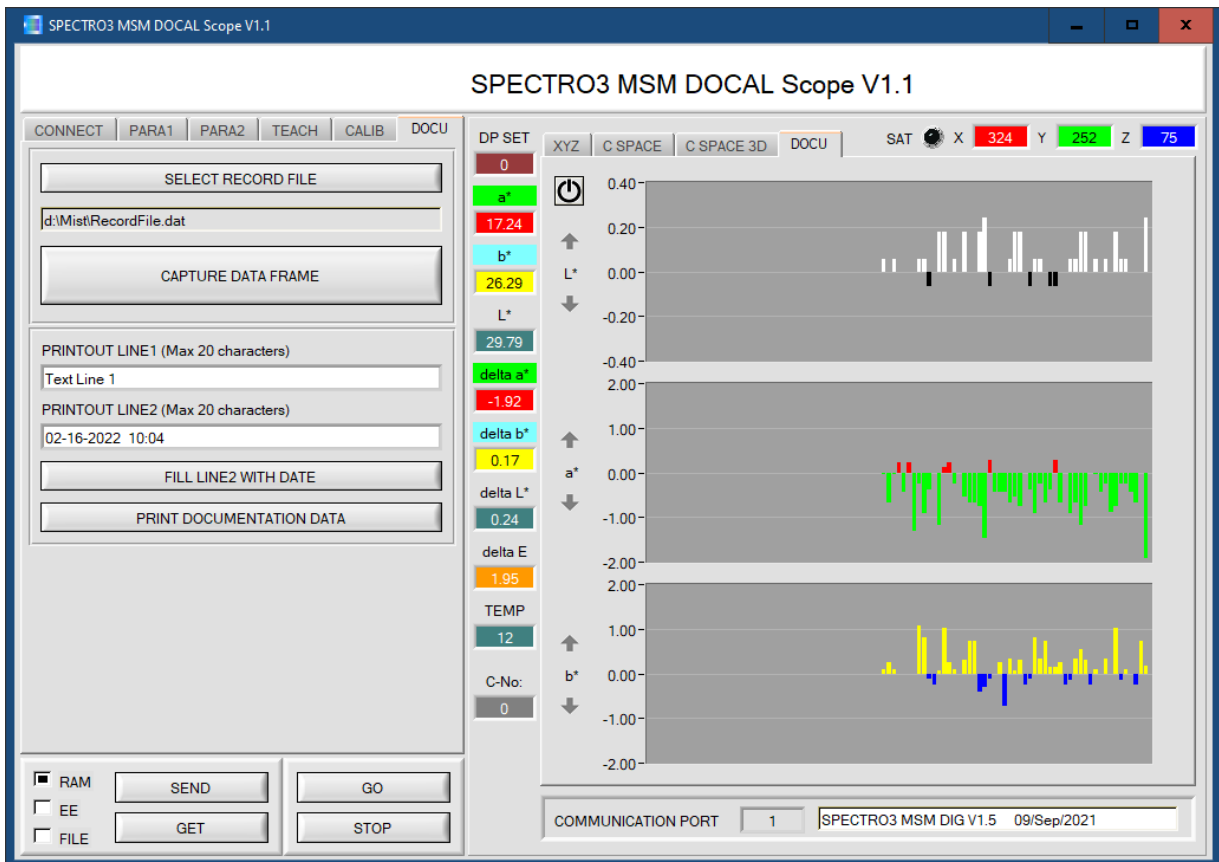 SPECTRO3 MSM DOCAL Scope V1.1
SPECTRO3 MSM DOCAL Scope V1.1
CONNECT PARA1 PARA2 TEACH CALIB DOCU
SELECT RECORD FILE
d:\Mist\RecordFile.dat
CAPTURE DATA FRAME
PRINTOUT LINE1 (Max 20 characters)
Text Line 1
PRINTOUT LINE2 (Max 20 characters)
02-16-2022 10:04
FILL LINE2 WITH DATE
PRINT DOCUMENTATION DATA
RAM
EE
FILE
SEND
GET
GO
STOP
DP SET
0
a*
17.24
b*
26.29
L*
29.79
delta a*
-1.92
delta b*
0.17
delta L*
0.24
delta E
1.95
TEMP
12
C-No:
0
XYZ C SPACE C SPACE 3D DOCU
SAT X 324 Y 252 Z 75
L*
0.40
0.20
0.00
-0.20
-0.40
a*
2.00
1.00
0.00
-1.00
-2.00
b*
2.00
1.00
0.00
-1.00
-2.00
COMMUNICATION PORT 1 SPECTRO3 MSM DIG V1.5 09/Sep/2021